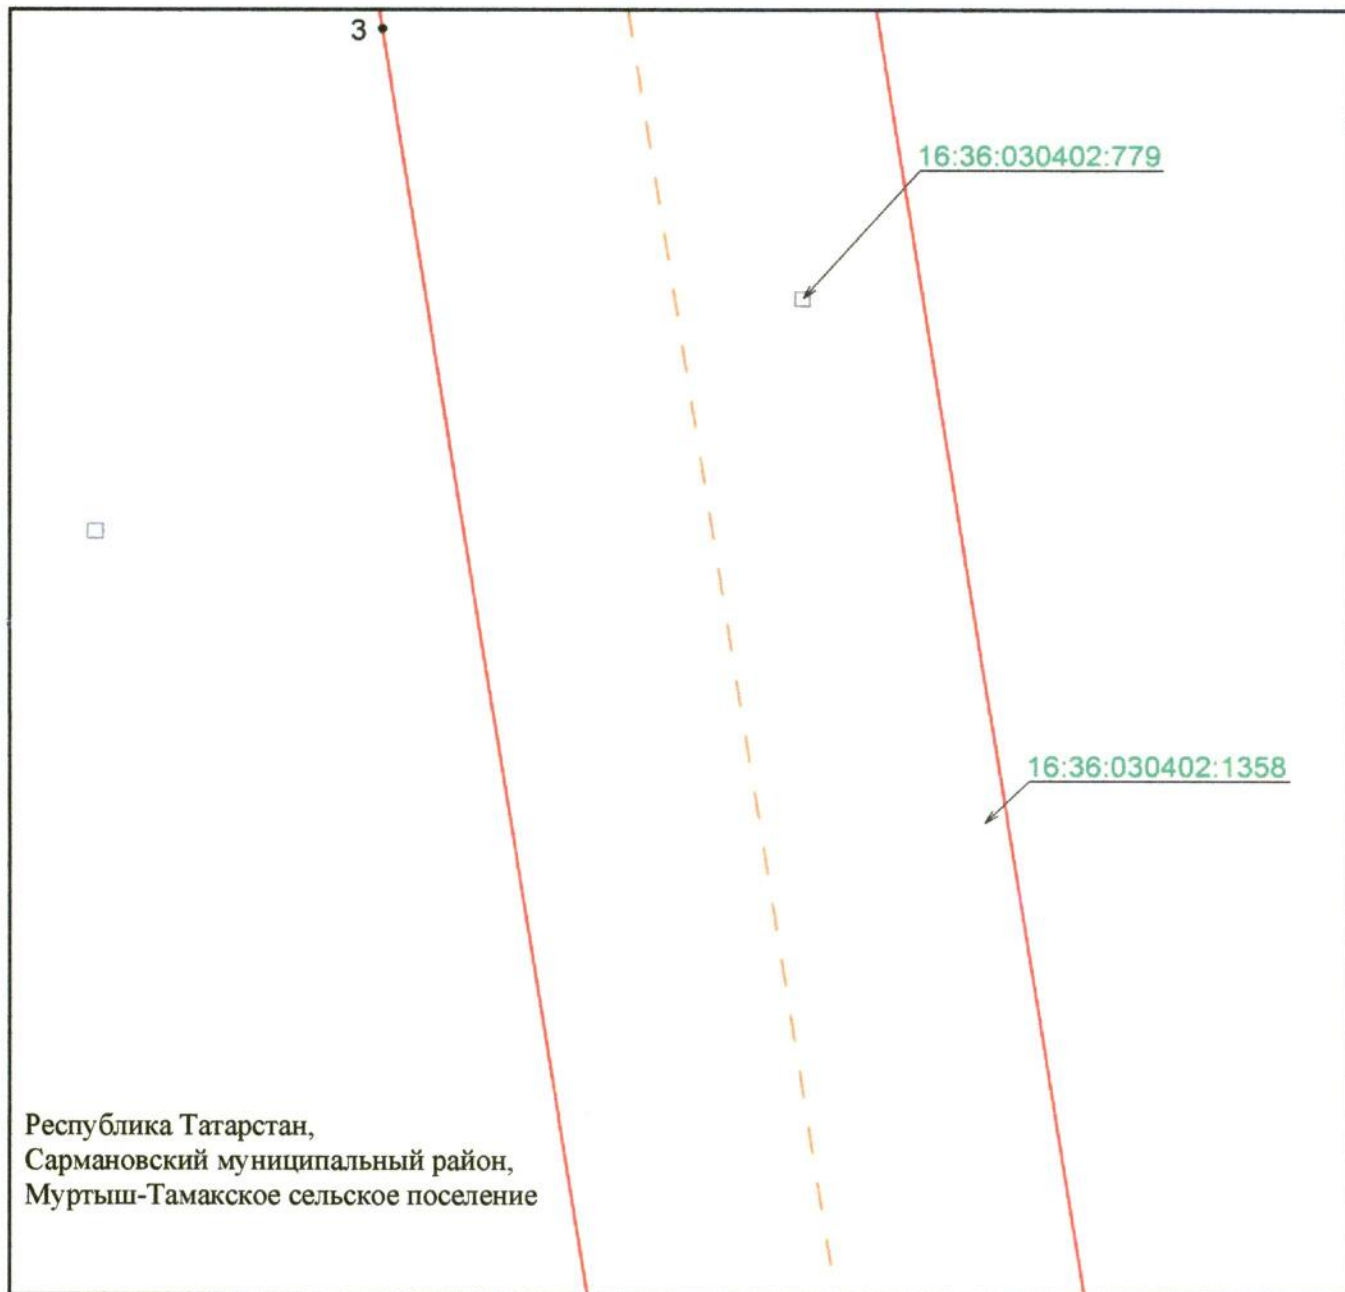 3
16:36:030402:779
16:36:030402:1358
Республика Татарстан,
Сармановский муниципальный район,
Муртыш-Тамакское сельское поселение